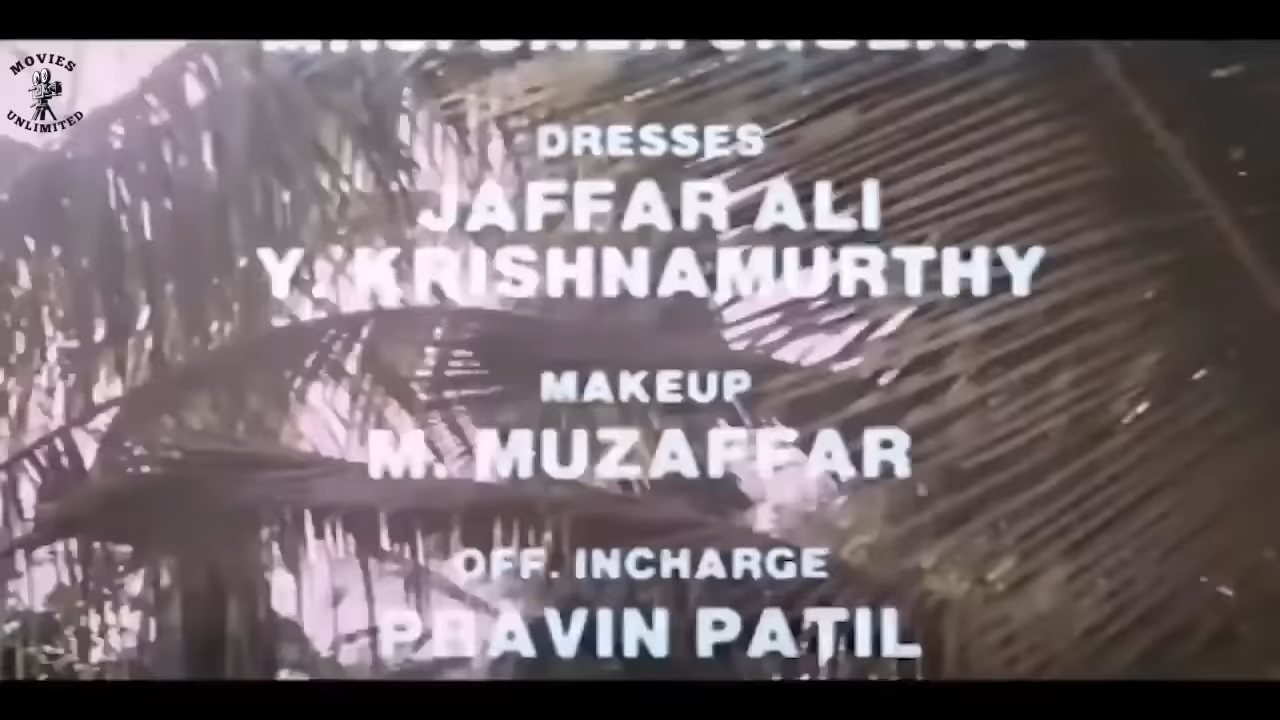 MOVIES
UNLIMITED
DRESSES
JAFFAR ALI
Y. KRISHNAMURTHY
MAKEUP
M. MUZAFFAR
OFF. INCHARGE
PRAVIN PATIL